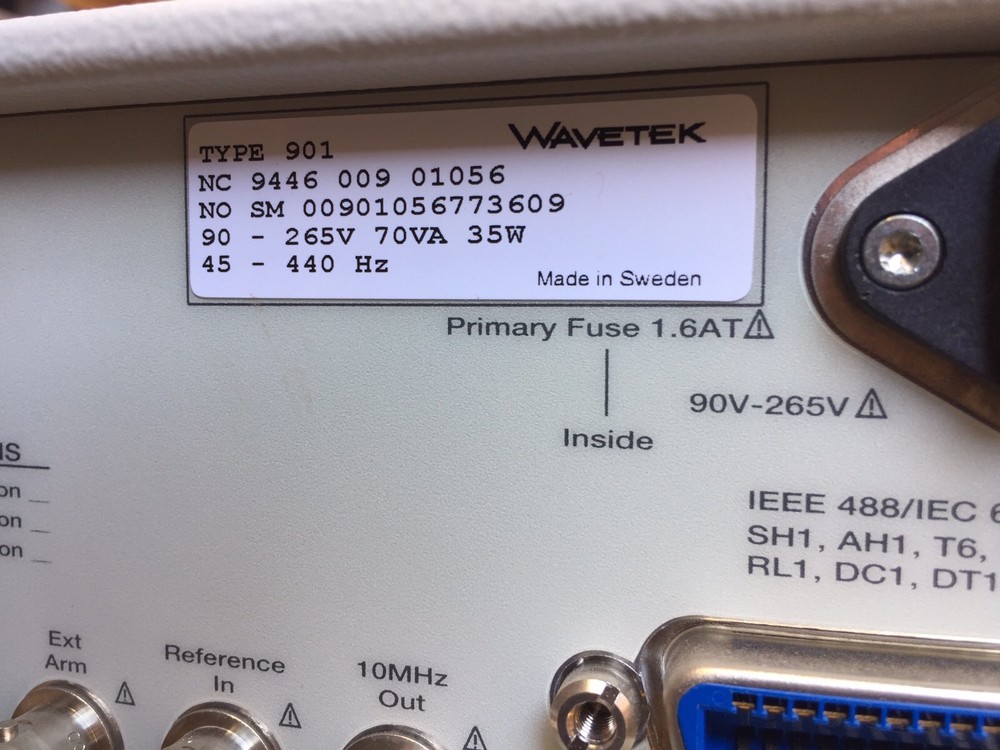 WAVETEK
TYPE 901
NC 9446 009 01056
NO SM 00901056773609
90 - 265V 70VA 35W
45 - 440 Hz
Made in Sweden
Primary Fuse 1.6AT
Inside
90V-265V
IEEE 488/IEC
SH1, AH1, T6,
RL1, DC1, DT1
Ext
Arm
Reference
In
10MHz
Out